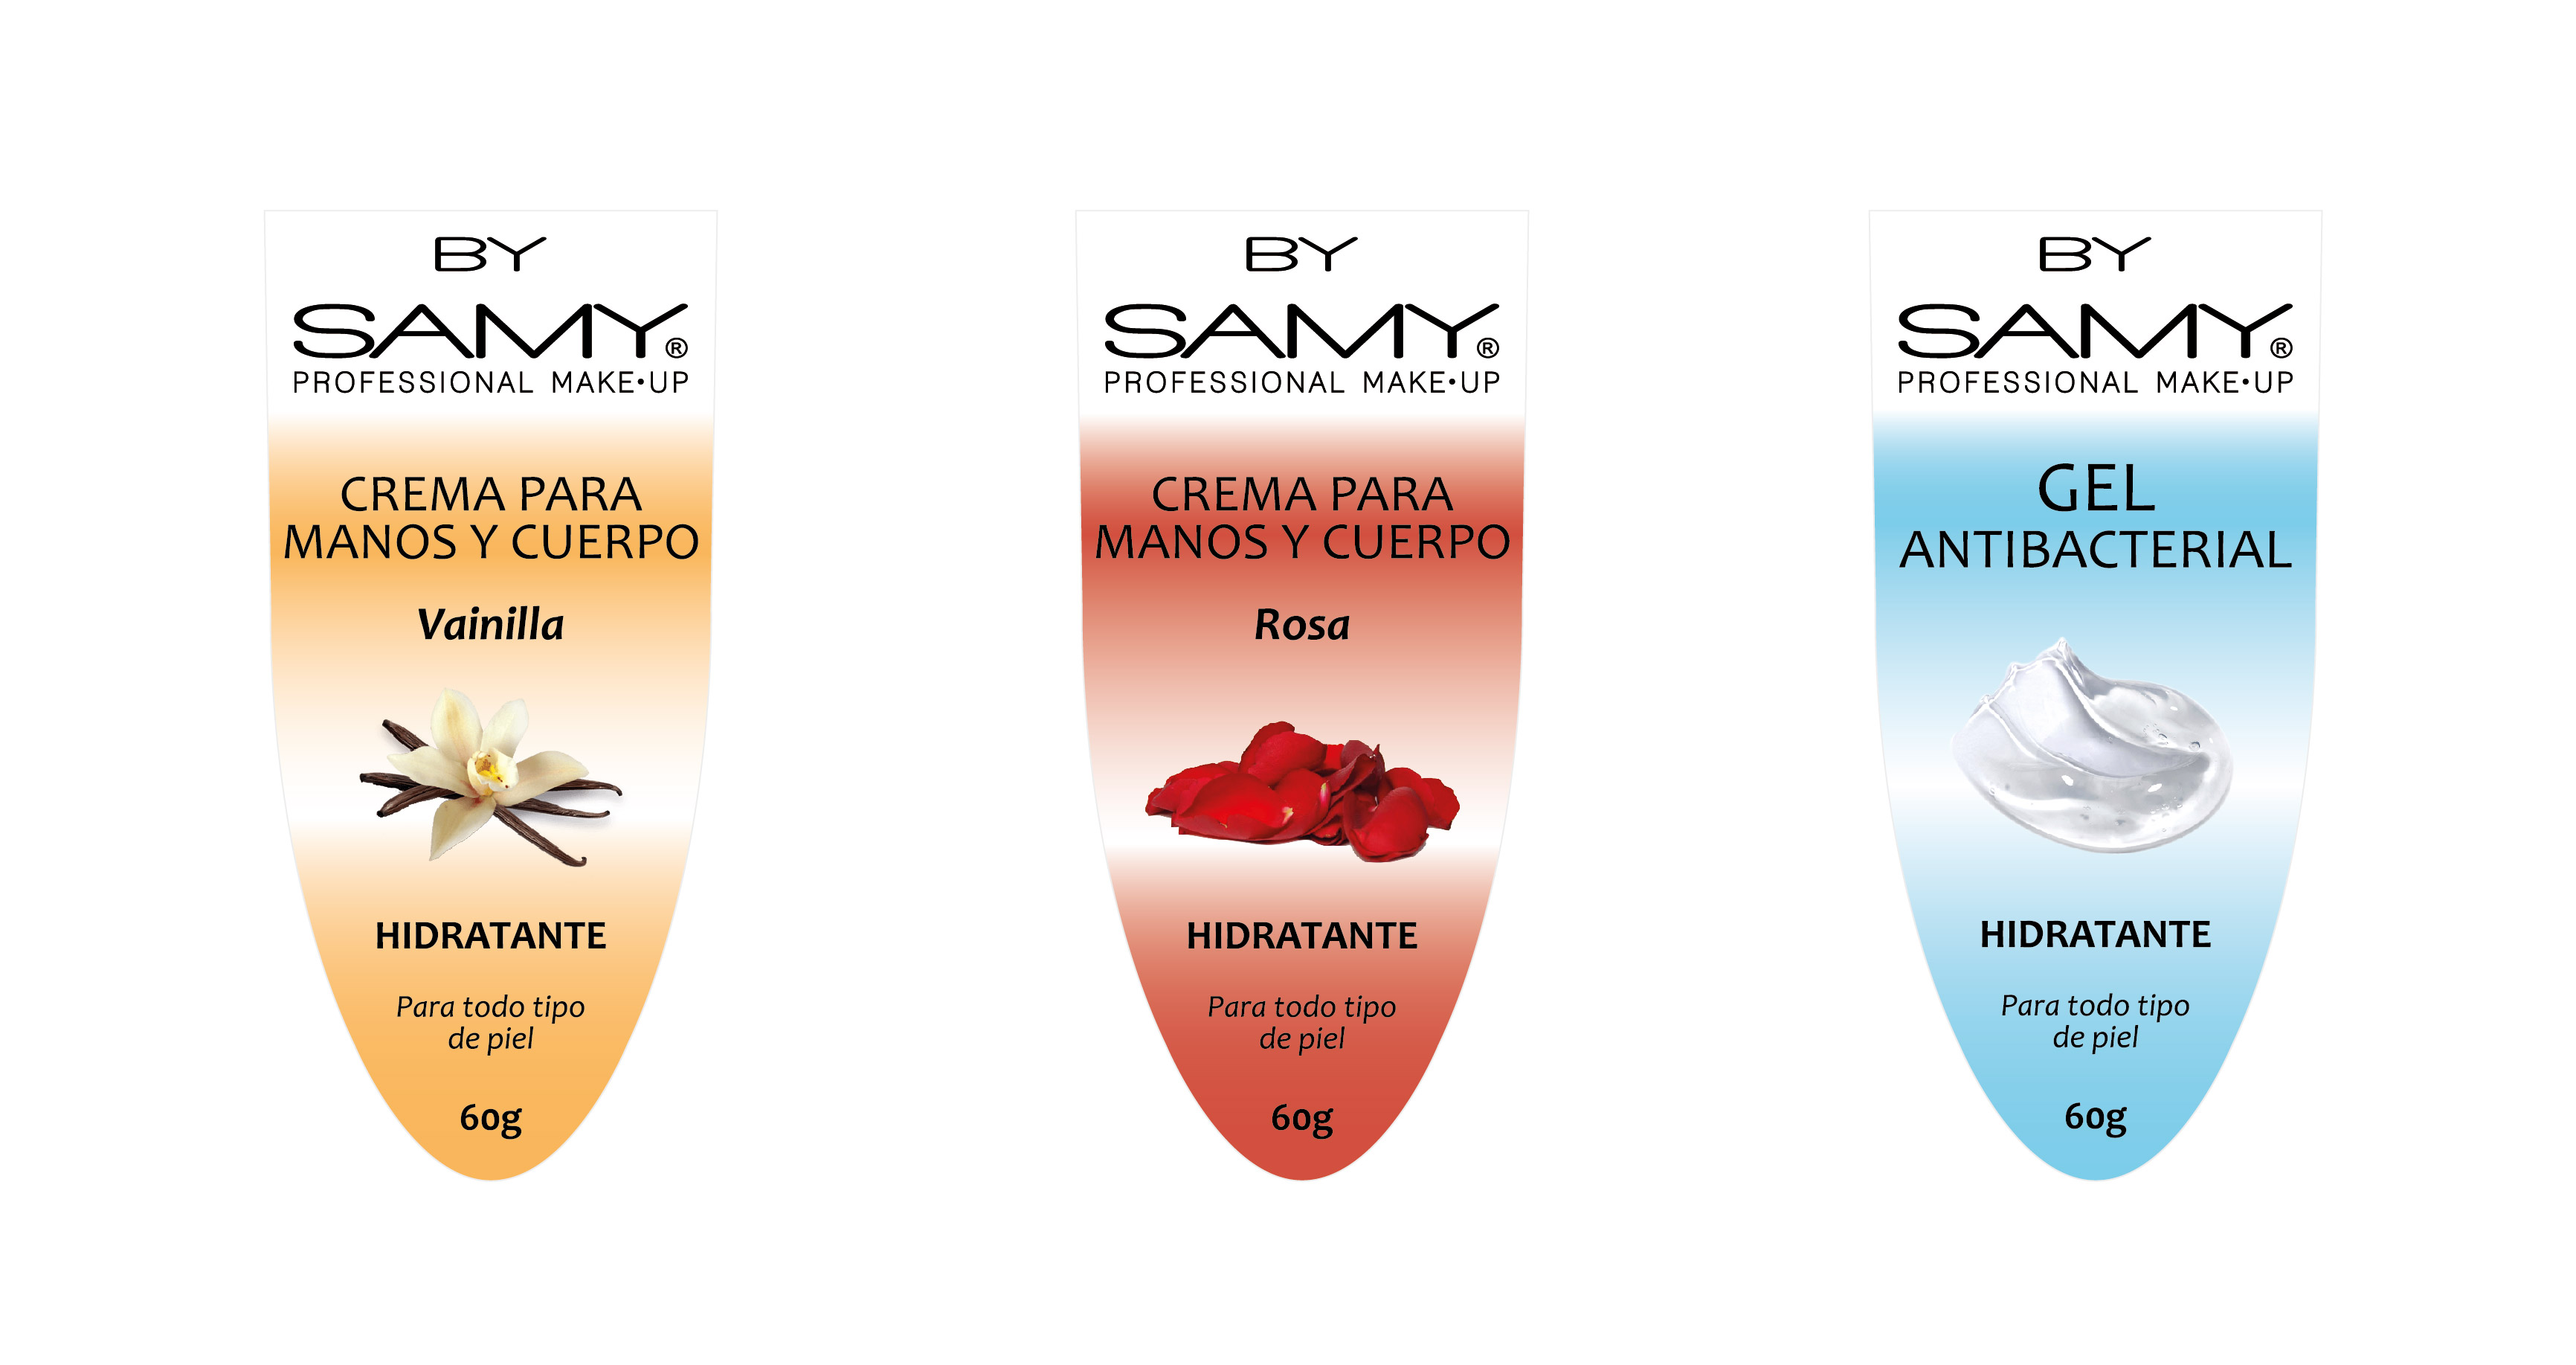 BY
SAMY®
PROFESSIONAL MAKE•UP
CREMA PARA
MANOS Y CUERPO
Vainilla
HIDRATANTE
Para todo tipo
de piel
60g
BY
SAMY®
PROFESSIONAL MAKE•UP
CREMA PARA
MANOS Y CUERPO
Rosa
HIDRATANTE
Para todo tipo
de piel
60g
BY
SAMY®
PROFESSIONAL MAKE•UP
GEL
ANTIBACTERIAL
HIDRATANTE
Para todo tipo
de piel
60g